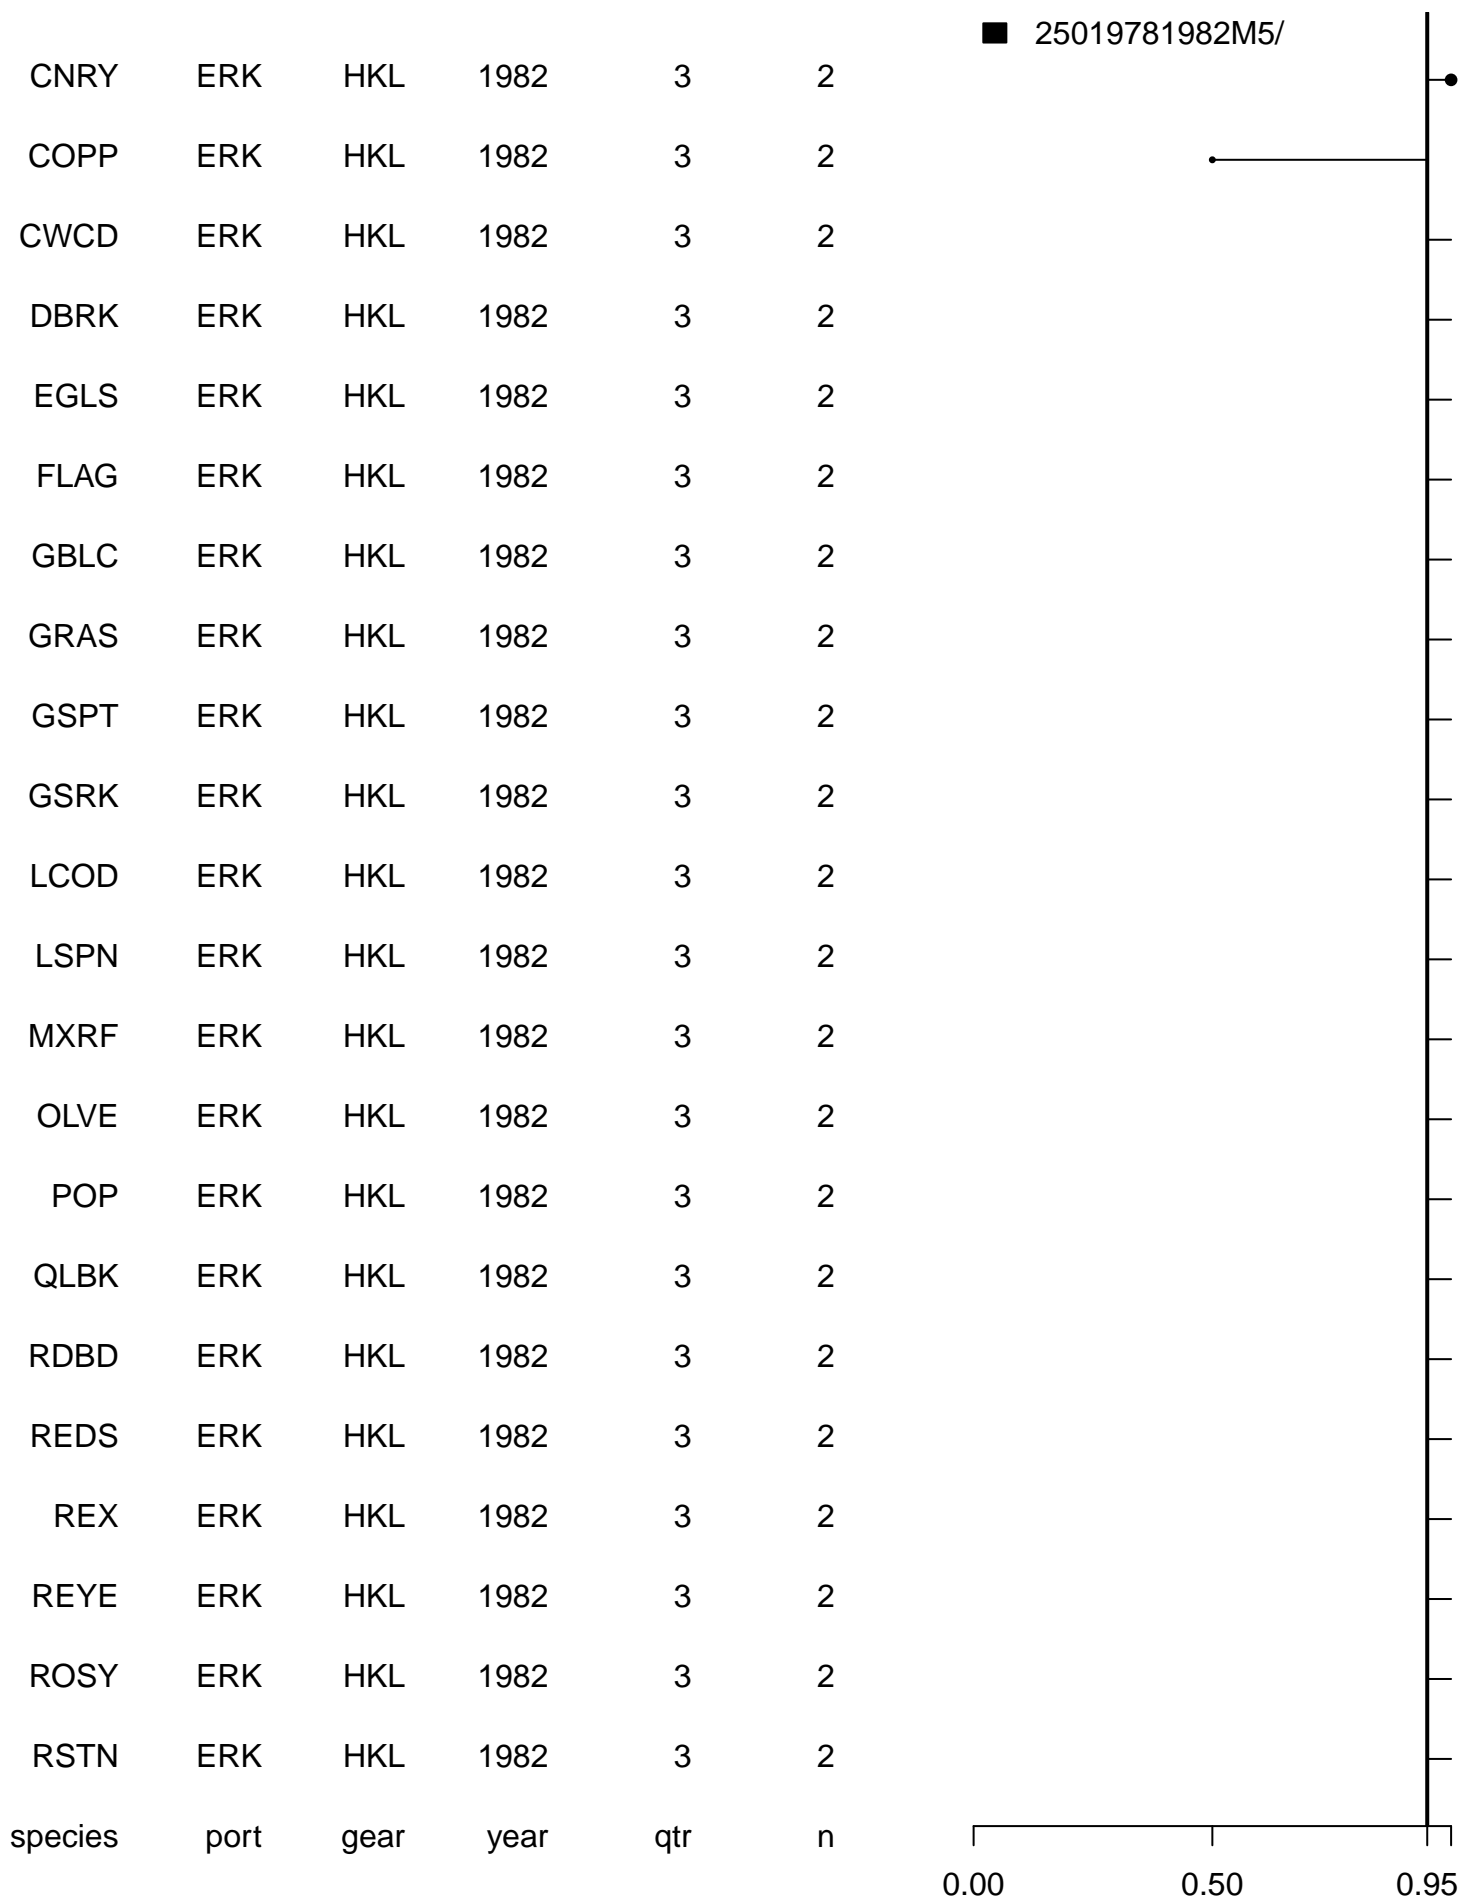 ■ 25019781982M5/
CNRY ERK HKL 1982 3 2
COPP ERK HKL 1982 3 2
CWCD ERK HKL 1982 3 2
DBRK ERK HKL 1982 3 2
EGLS ERK HKL 1982 3 2
FLAG ERK HKL 1982 3 2
GBLC ERK HKL 1982 3 2
GRAS ERK HKL 1982 3 2
GSPT ERK HKL 1982 3 2
GSRK ERK HKL 1982 3 2
LCOD ERK HKL 1982 3 2
LSPN ERK HKL 1982 3 2
MXRF ERK HKL 1982 3 2
OLVE ERK HKL 1982 3 2
POP ERK HKL 1982 3 2
QLBK ERK HKL 1982 3 2
RDBD ERK HKL 1982 3 2
REDS ERK HKL 1982 3 2
REX ERK HKL 1982 3 2
REYE ERK HKL 1982 3 2
ROSY ERK HKL 1982 3 2
RSTN ERK HKL 1982 3 2
species port gear year qtr n
0.00 0.50 0.95